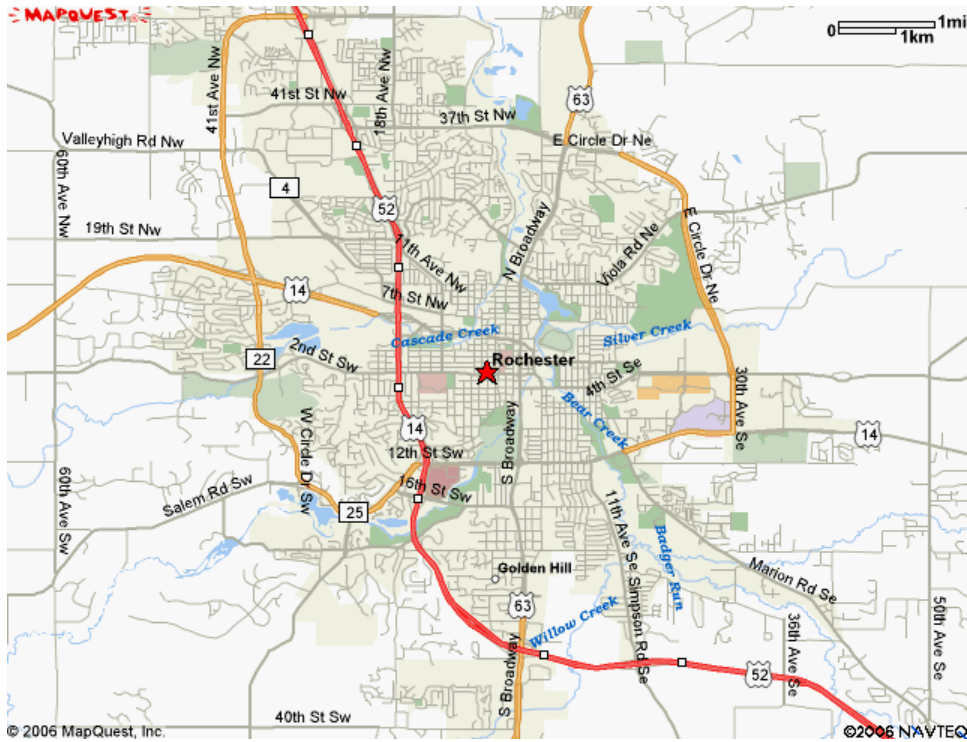 MAPQUEST
1mi
0
1km
41st Ave Nw
18th Ave Nw
41st St Nw
37th St Nw
63
E Circle Dr Ne
Valleyhigh Rd Nw
60th Ave Nw
4
52
19th St Nw
11th Ave Nw
N Broadway
Viola Rd Ne
E Circle Dr Ne
14
7th St Nw
Cascade Creek
Silver Creek
22
2nd St Sw
Rochester
4th St Se
30th Ave Se
Bear Creek
14
W Circle Dr Sw
12th St Sw
S Broadway
14
60th Ave Sw
Salem Rd Sw
16th St Sw
25
11th Ave Se
Badger Run
Golden Hill
Marion Rd Se
63
Willow Creek
Simpson Rd Se
36th Ave Se
50th Ave Se
S Broadway
52
40th St Sw
© 2006 MapQuest, Inc.
©2006 NAVTEQ